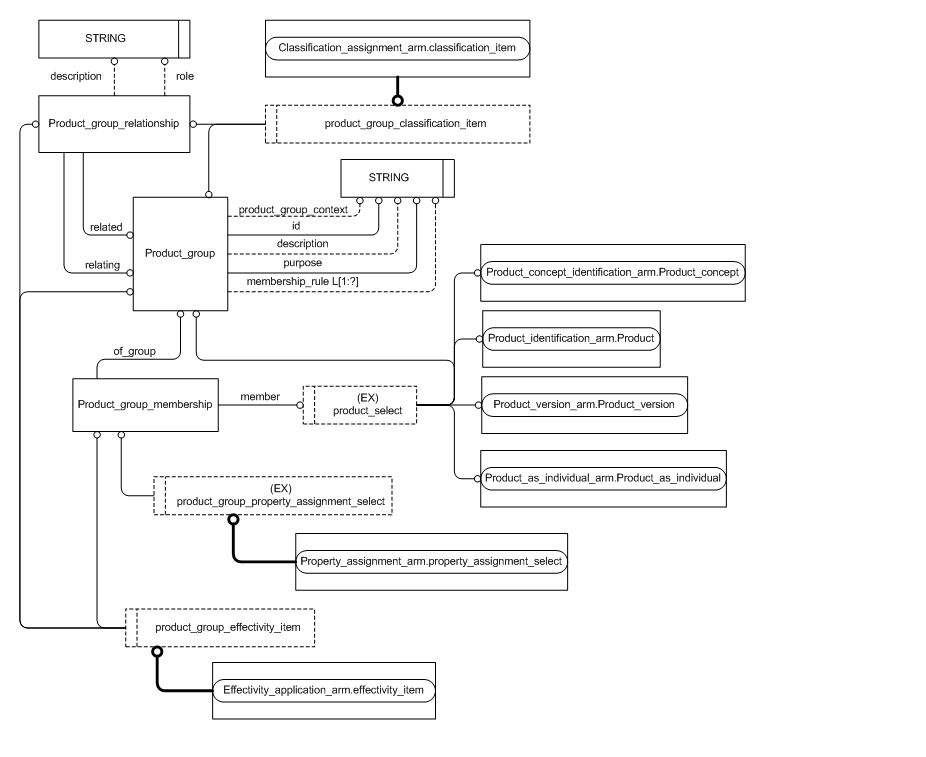 STRING
Classification_assignment_arm.classification_item
description
role
Product_group_relationship
product_group_classification_item
STRING
product_group_context
related
id
Product_group
description
relating
purpose
Product_concept_identification_arm.Product_concept
membership_rule L[1:?]
Product_identification_arm.Product
of_group
Product_group_membership
member
(EX)
product_select
Product_version_arm.Product_version
Product_as_individual_arm.Product_as_individual
(EX)
product_group_property_assignment_select
Property_assignment_arm.property_assignment_select
product_group_effectivity_item
Effectivity_application_arm.effectivity_item